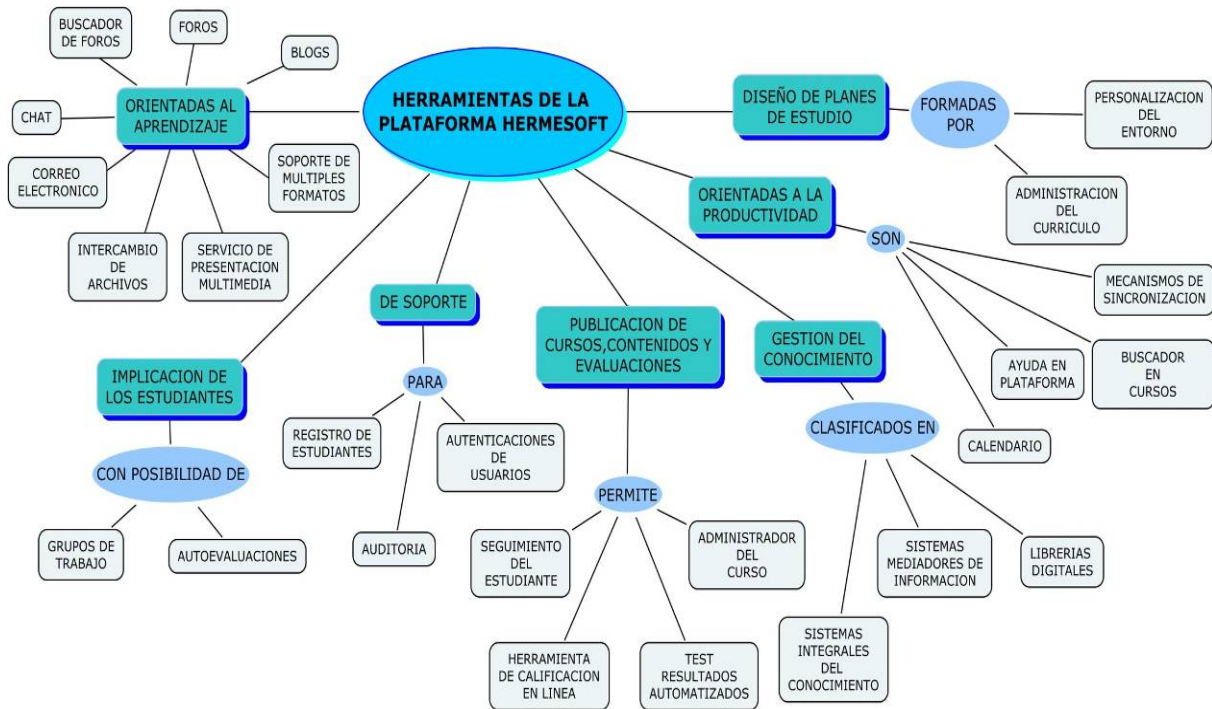 BUSCADOR
DE FOROS
FOROS
BLOGS
CHAT
ORIENTADAS AL
APRENDIZAJE
CORREO
ELECTRONICO
SOPORTE DE
MULTIPLES
FORMATOS
INTERCAMBIO
DE
ARCHIVOS
SERVICIO DE
PRESENTACION
MULTIMEDIA
HERRAMIENTAS DE LA
PLATAFORMA HERMESOFT
DISEÑO DE PLANES
DE ESTUDIO
FORMADAS
POR
PERSONALIZACION
DEL
ENTORNO
ADMINISTRACION
DEL
CURRICULO
ORIENTADAS A LA
PRODUCTIVIDAD
SON
MECANISMOS DE
SINCRONIZACION
BUSCADOR
EN
CURSOS
AYUDA EN
PLATAFORMA
CALENDARIO
IMPLICACION DE
LOS ESTUDIANTES
CON POSIBILIDAD DE
GRUPOS DE
TRABAJO
AUTOEVALUACIONES
DE SOPORTE
PARA
REGISTRO DE
ESTUDIANTES
AUTENTICACIONES
DE
USUARIOS
AUDITORIA
PUBLICACION DE
CURSOS,CONTENIDOS Y
EVALUACIONES
PERMITE
SEGUIMIENTO
DEL
ESTUDIANTE
ADMINISTRADOR
DEL
CURSO
HERRAMIENTA
DE CALIFICACION
EN LINEA
TEST
RESULTADOS
AUTOMATIZADOS
GESTION DEL
CONOCIMIENTO
CLASIFICADOS EN
SISTEMAS
MEDIADORES DE
INFORMACION
LIBRERIAS
DIGITALES
SISTEMAS
INTEGRALES
DEL
CONOCIMIENTO